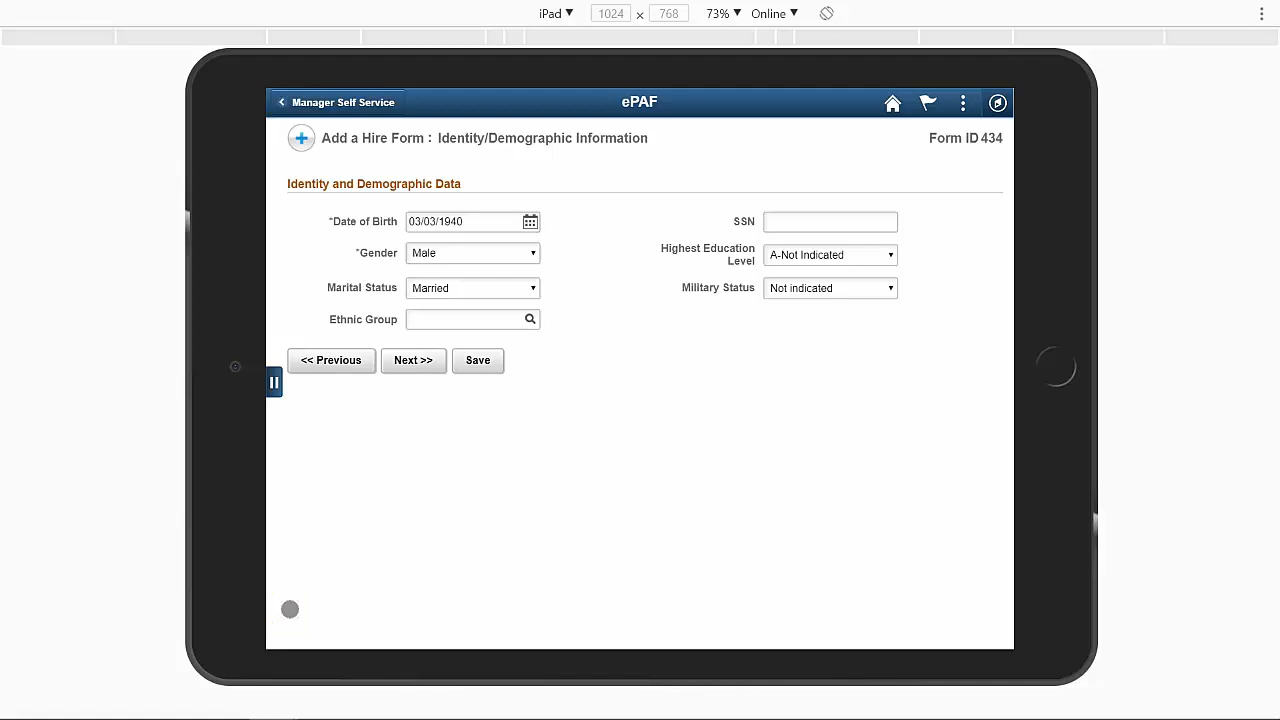 iPad ▼ 1024 x 768 73% ▼ Online ▼
Manager Self Service ePAF
Add a Hire Form : Identity/Demographic Information Form ID 434
Identity and Demographic Data
*Date of Birth 03/03/1940 SSN
*Gender Male Highest Education Level A-Not Indicated
Marital Status Married Military Status Not indicated
Ethnic Group
<< Previous Next >> Save